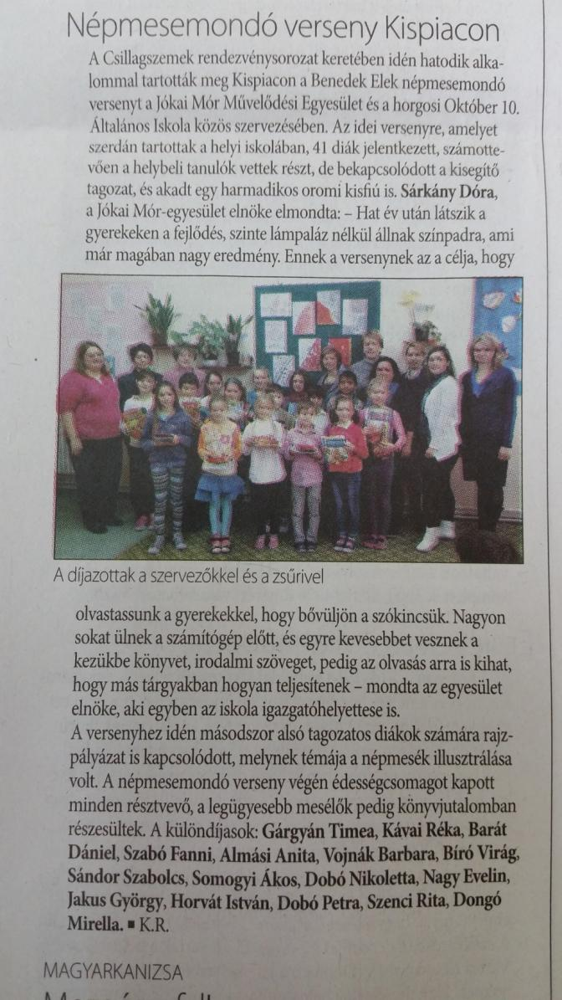 Népmesemondó verseny Kispiacon
A Csillagszemek rendezvénysorozat keretében idén hatodik alka-
lommal tartották meg Kispiacon a Benedek Elek népmesemondó
versenyt a Jókai Mór Művelődési Egyesület és a horgosi Október 10.
Általános Iskola közös szervezésében. Az idei versenyre, amelyet
szerdán tartottak a helyi iskolában, 41 diák jelentkezett, számotte-
vően a helybeli tanulók vettek részt, de bekapcsolódott a kisegítő
tagozat, és akadt egy harmadikos oromi kisfiú is. Sárkány Dóra,
a Jókai Mór-egyesület elnöke elmondta: – Hat év után látszik a
gyerekeken a fejlődés, szinte lámpaláz nélkül állnak színpadra, ami
már magában nagy eredmény. Ennek a versenynek az a célja, hogy
A díjazottak a szervezőkkel és a zsűrivel
olvastassunk a gyerekekkel, hogy bővüljön a szókincsük. Nagyon
sokat ülnek a számítógép előtt, és egyre kevesebbet vesznek a
kezükbe könyvet, irodalmi szöveget, pedig az olvasás arra is kihat,
hogy más tárgyakban hogyan teljesítenek – mondta az egyesület
elnöke, aki egyben az iskola igazgatóhelyettese is.
A versenyhez idén másodszor alsó tagozatos diákok számára rajz-
pályázat is kapcsolódott, melynek témája a népmesék illusztrálása
volt. A népmesemondó verseny végén édességcsomagot kapott
minden résztvevő, a legügyesebb mesélők pedig könyvjutalomban
részesültek. A különdíjasok: Gárgyán Timea, Kávai Réka, Barát
Dániel, Szabó Fanni, Almási Anita, Vojnák Barbara, Bíró Virág,
Sándor Szabolcs, Somogyi Ákos, Dobó Nikoletta, Nagy Evelin,
Jakus György, Horvát István, Dobó Petra, Szenci Rita, Dongó
Mirella. ▪ K.R.
MAGYARKANIZSA